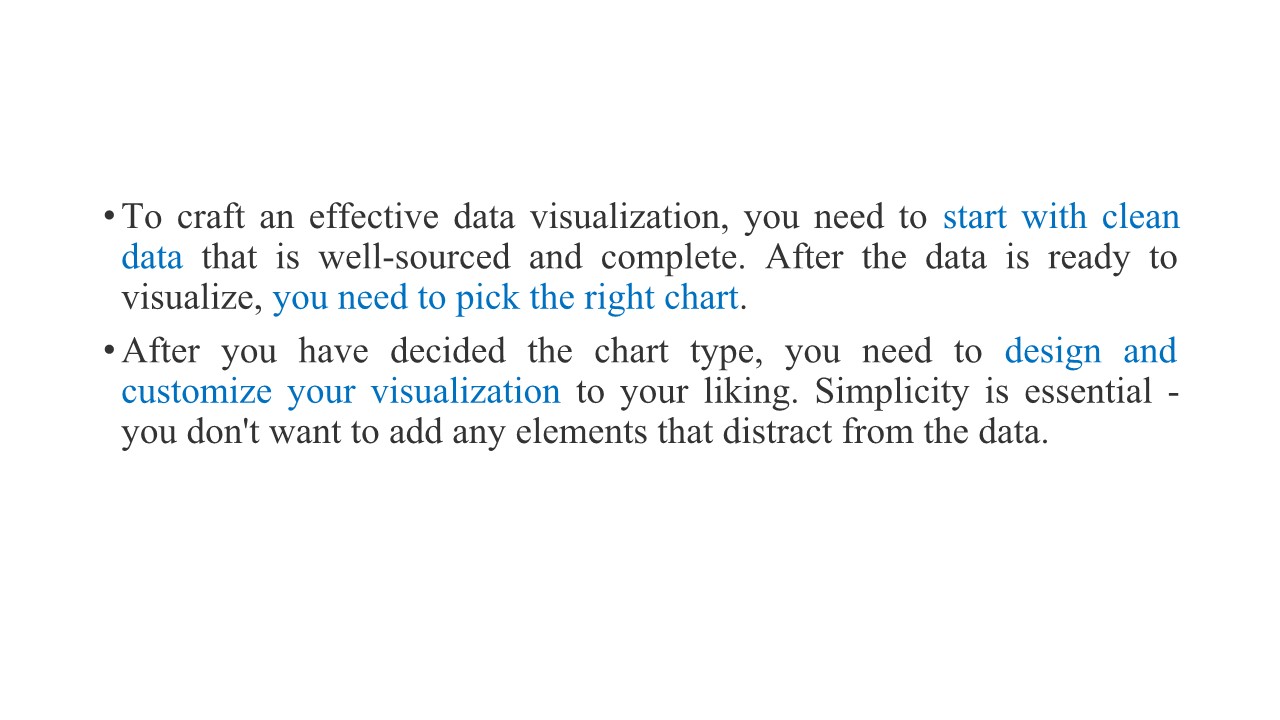 • To craft an effective data visualization, you need to start with clean
data that is well-sourced and complete. After the data is ready to
visualize, you need to pick the right chart.
• After you have decided the chart type, you need to design and
customize your visualization to your liking. Simplicity is essential -
you don't want to add any elements that distract from the data.